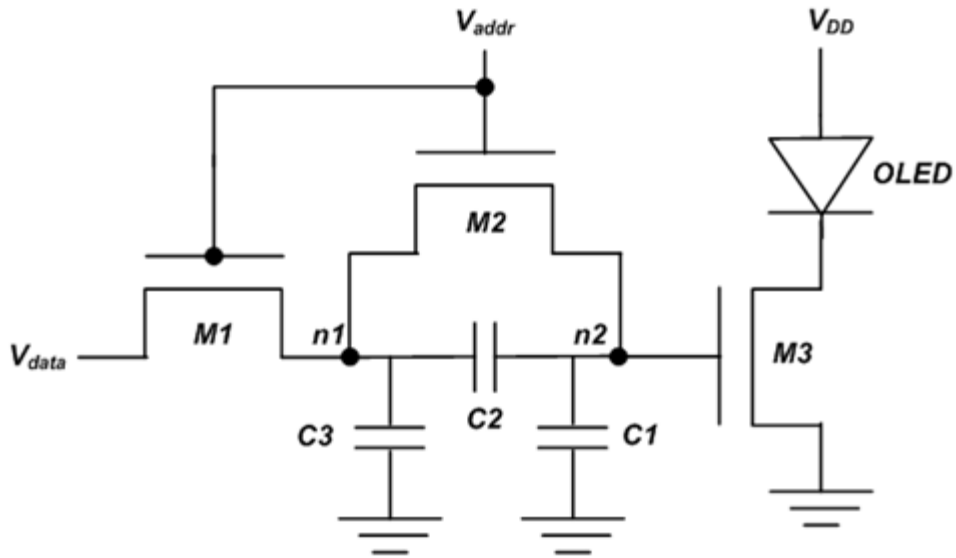 Vaddr
VDD
OLED
M2
M1
n1
n2
M3
Vdata
C2
C3
C1